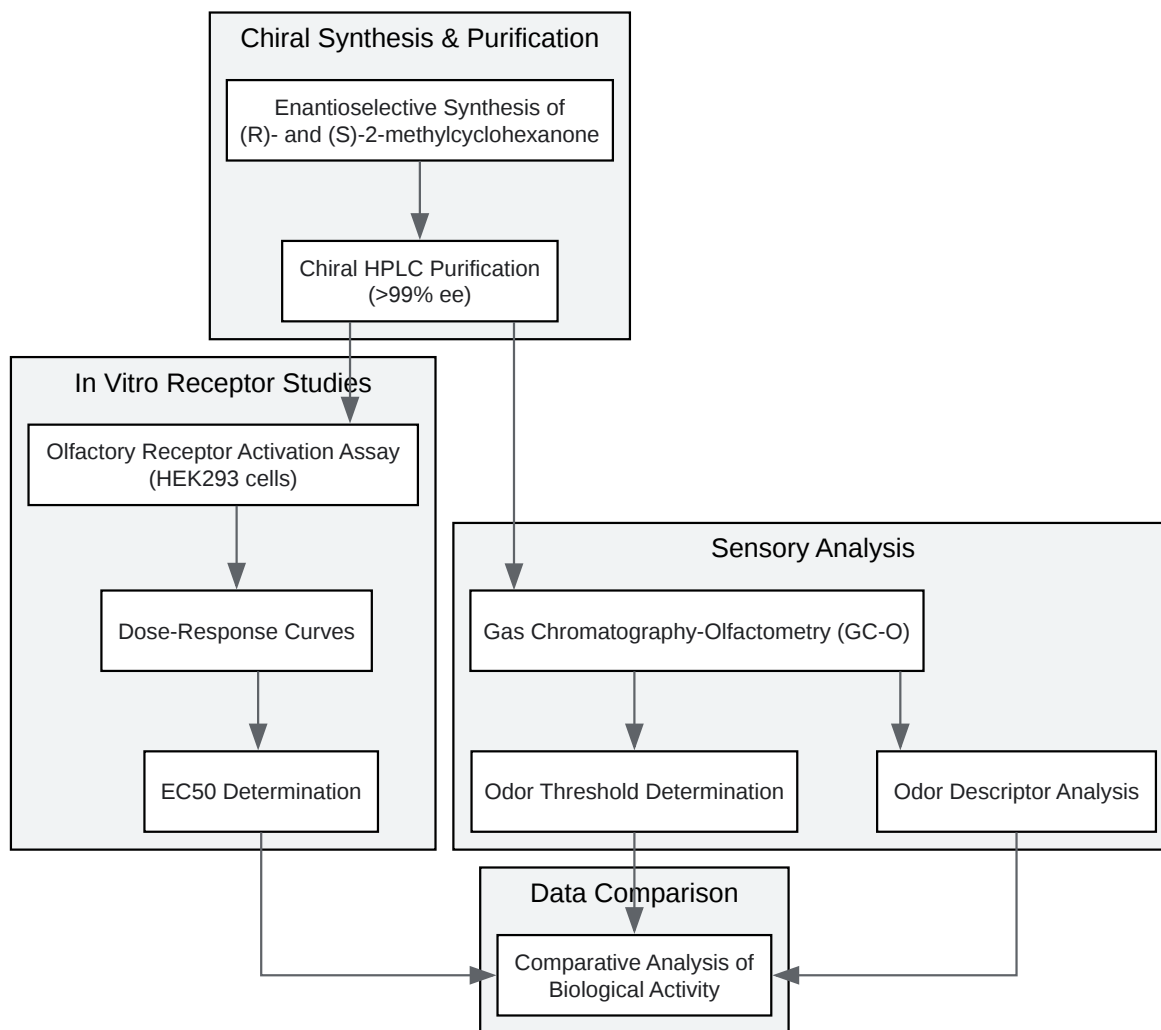 Chiral Synthesis & Purification
Enantioselective Synthesis of
(R)- and (S)-2-methylcyclohexanone
Chiral HPLC Purification
(>99% ee)
In Vitro Receptor Studies
Olfactory Receptor Activation Assay
(HEK293 cells)
Dose-Response Curves
EC50 Determination
Sensory Analysis
Gas Chromatography-Olfactometry (GC-O)
Odor Threshold Determination
Odor Descriptor Analysis
Data Comparison
Comparative Analysis of
Biological Activity